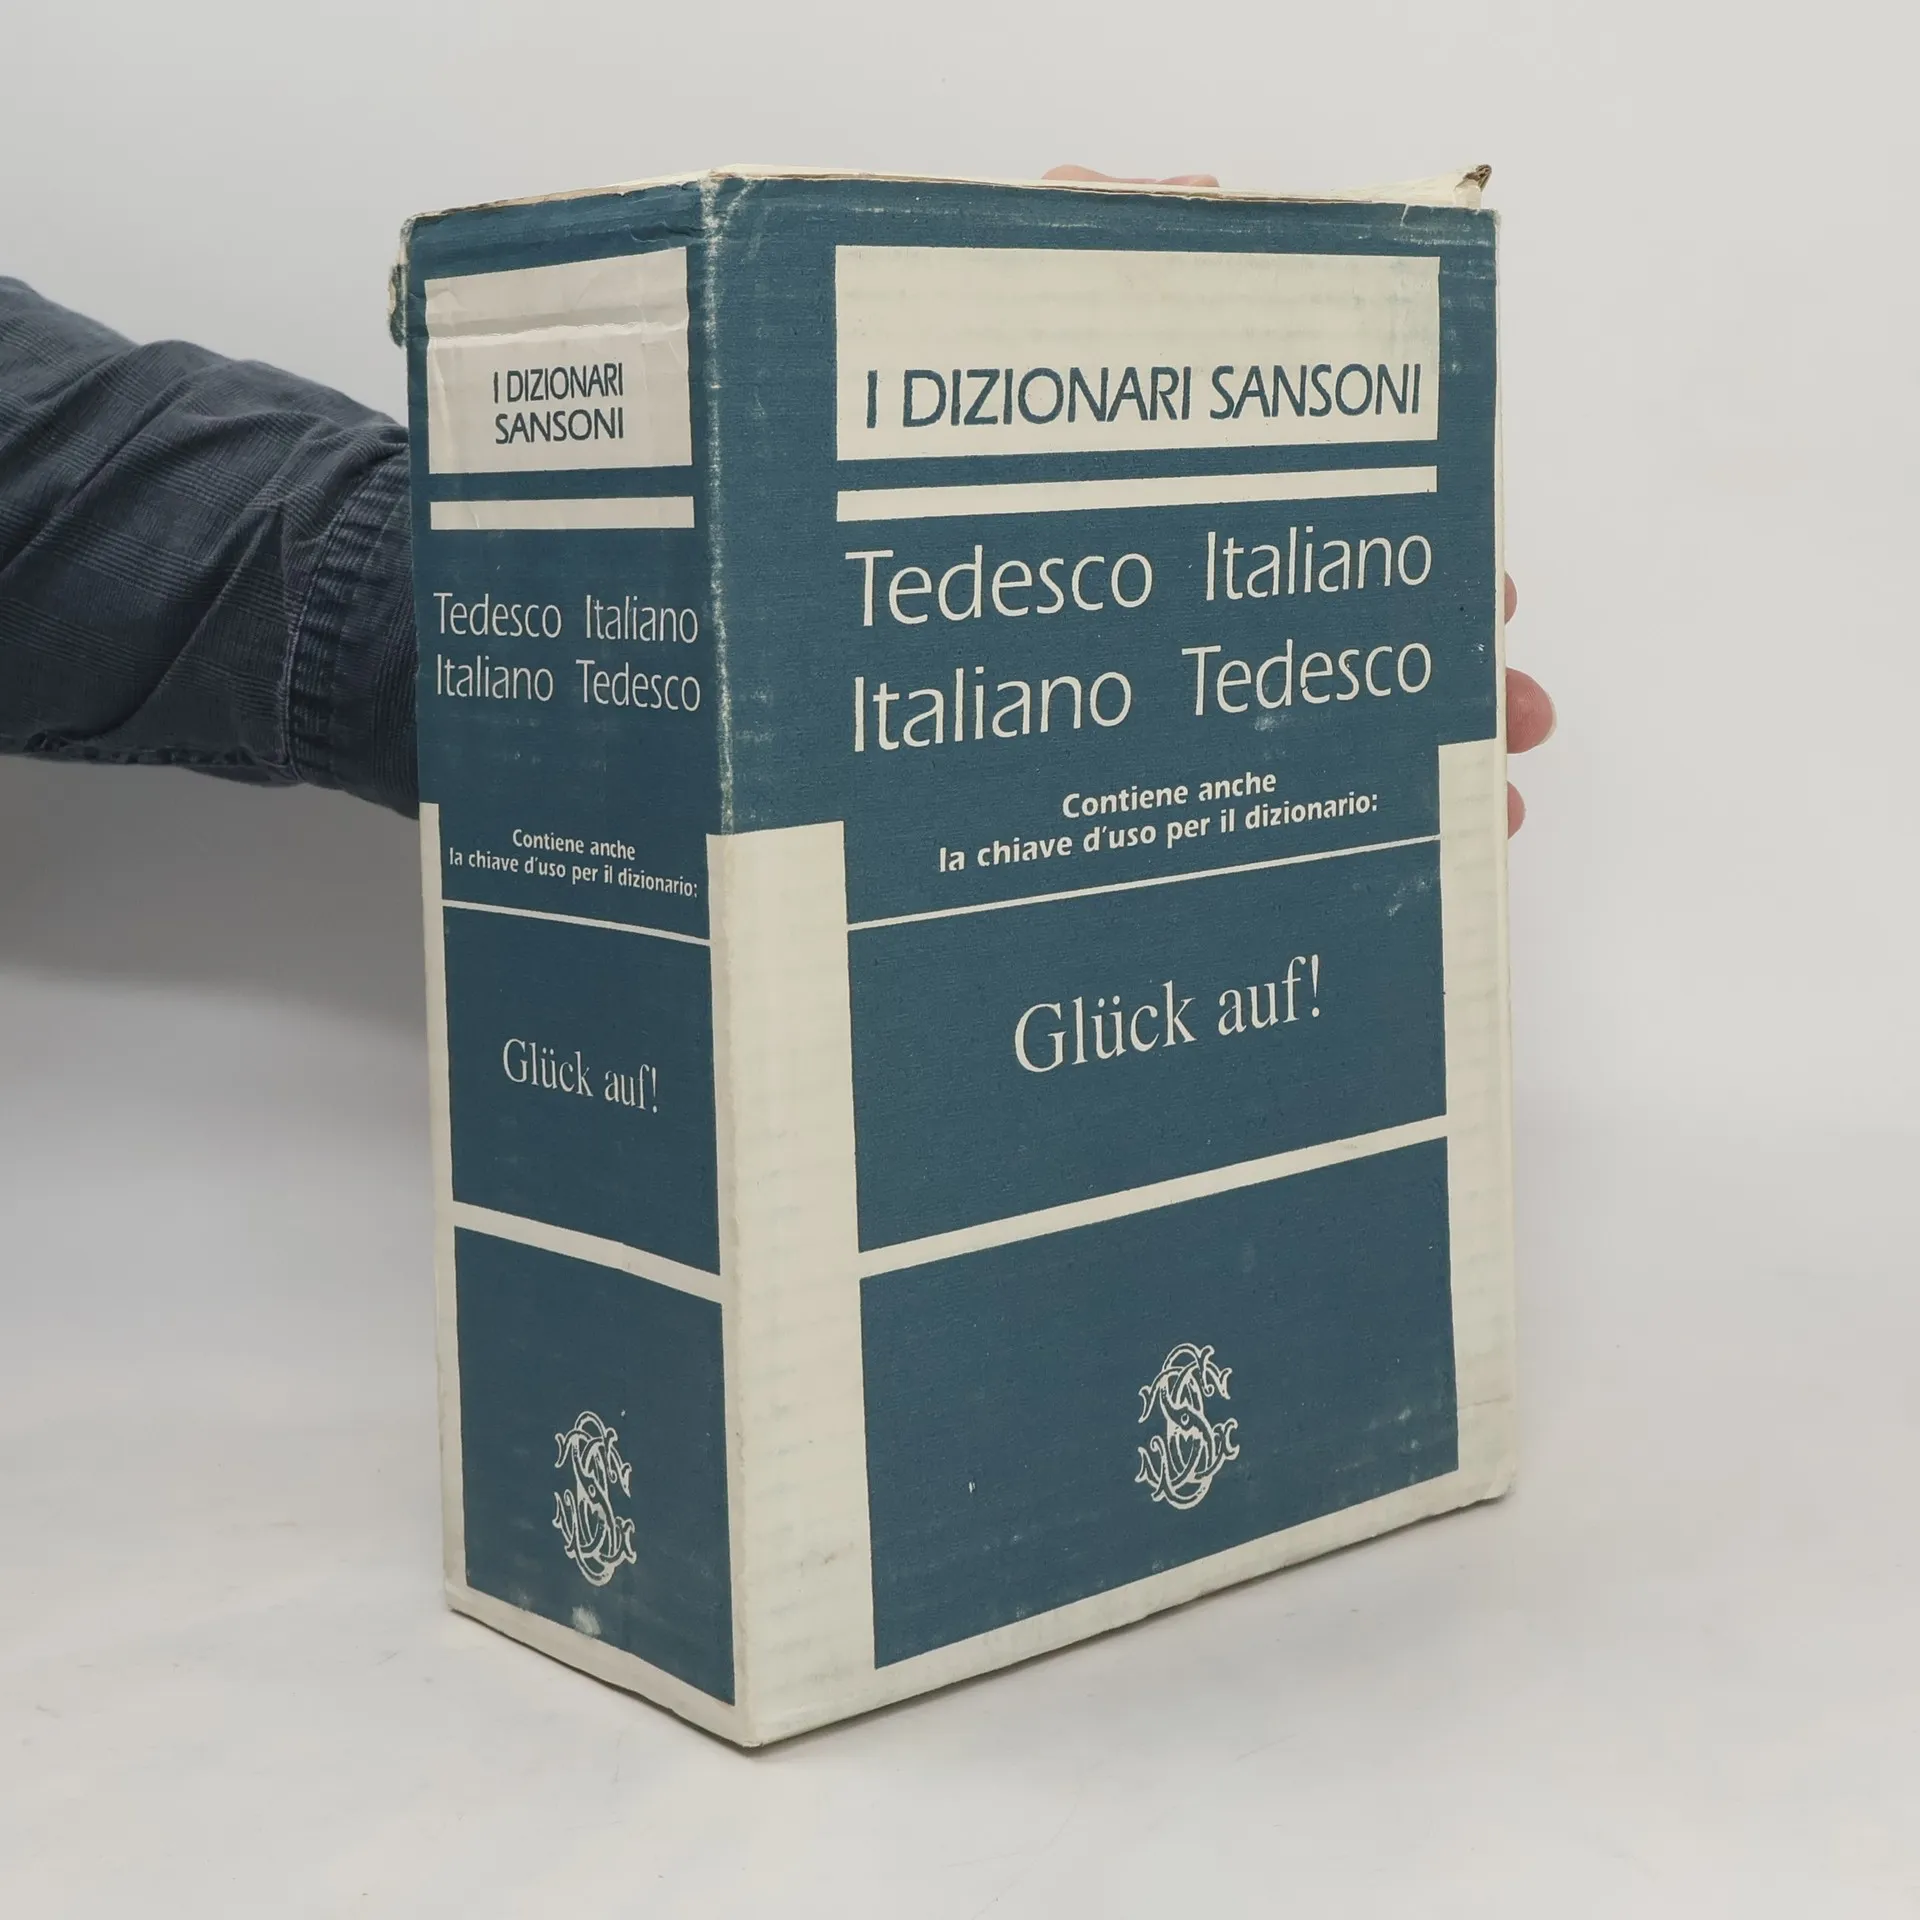 I DIZIONARI
SANSONI
Tedesco Italiano
Italiano Tedesco
Contiene anche
la chiave d'uso per il dizionario:
Glück auf!
I DIZIONARI SANSONI
Tedesco Italiano
Italiano Tedesco
Contiene anche
la chiave d'uso per il dizionario:
Glück auf!